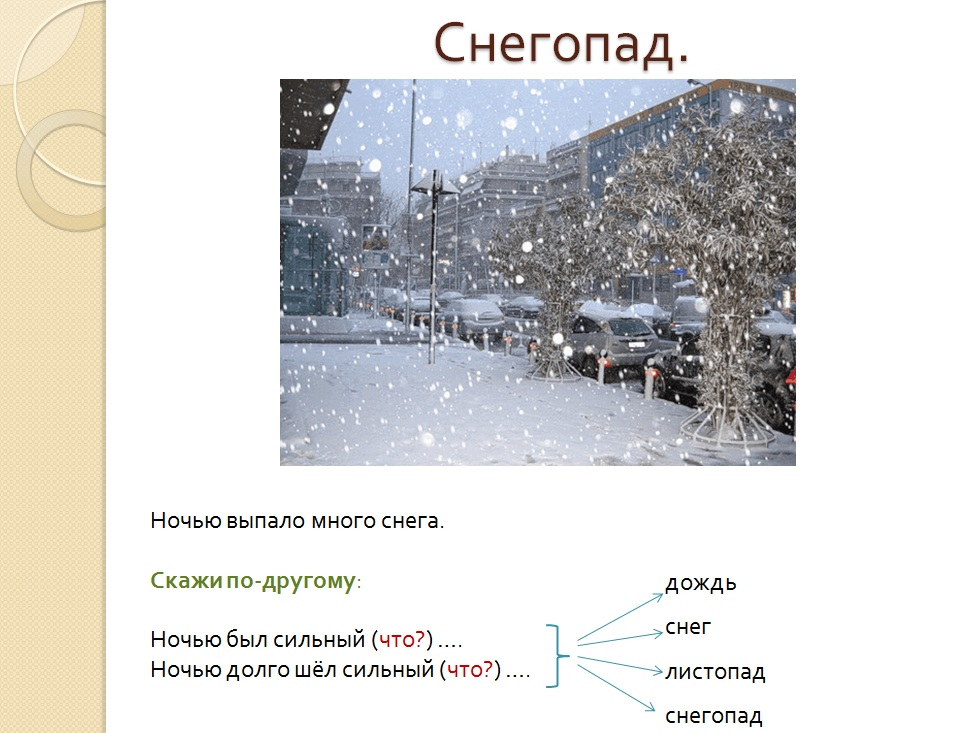 Снегопад.
Ночью выпало много снега.
Скажи по-другому:
Ночью был сильный (что?) ....
Ночью долго шёл сильный (что?) ....
дождь
снег
листопад
снегопад